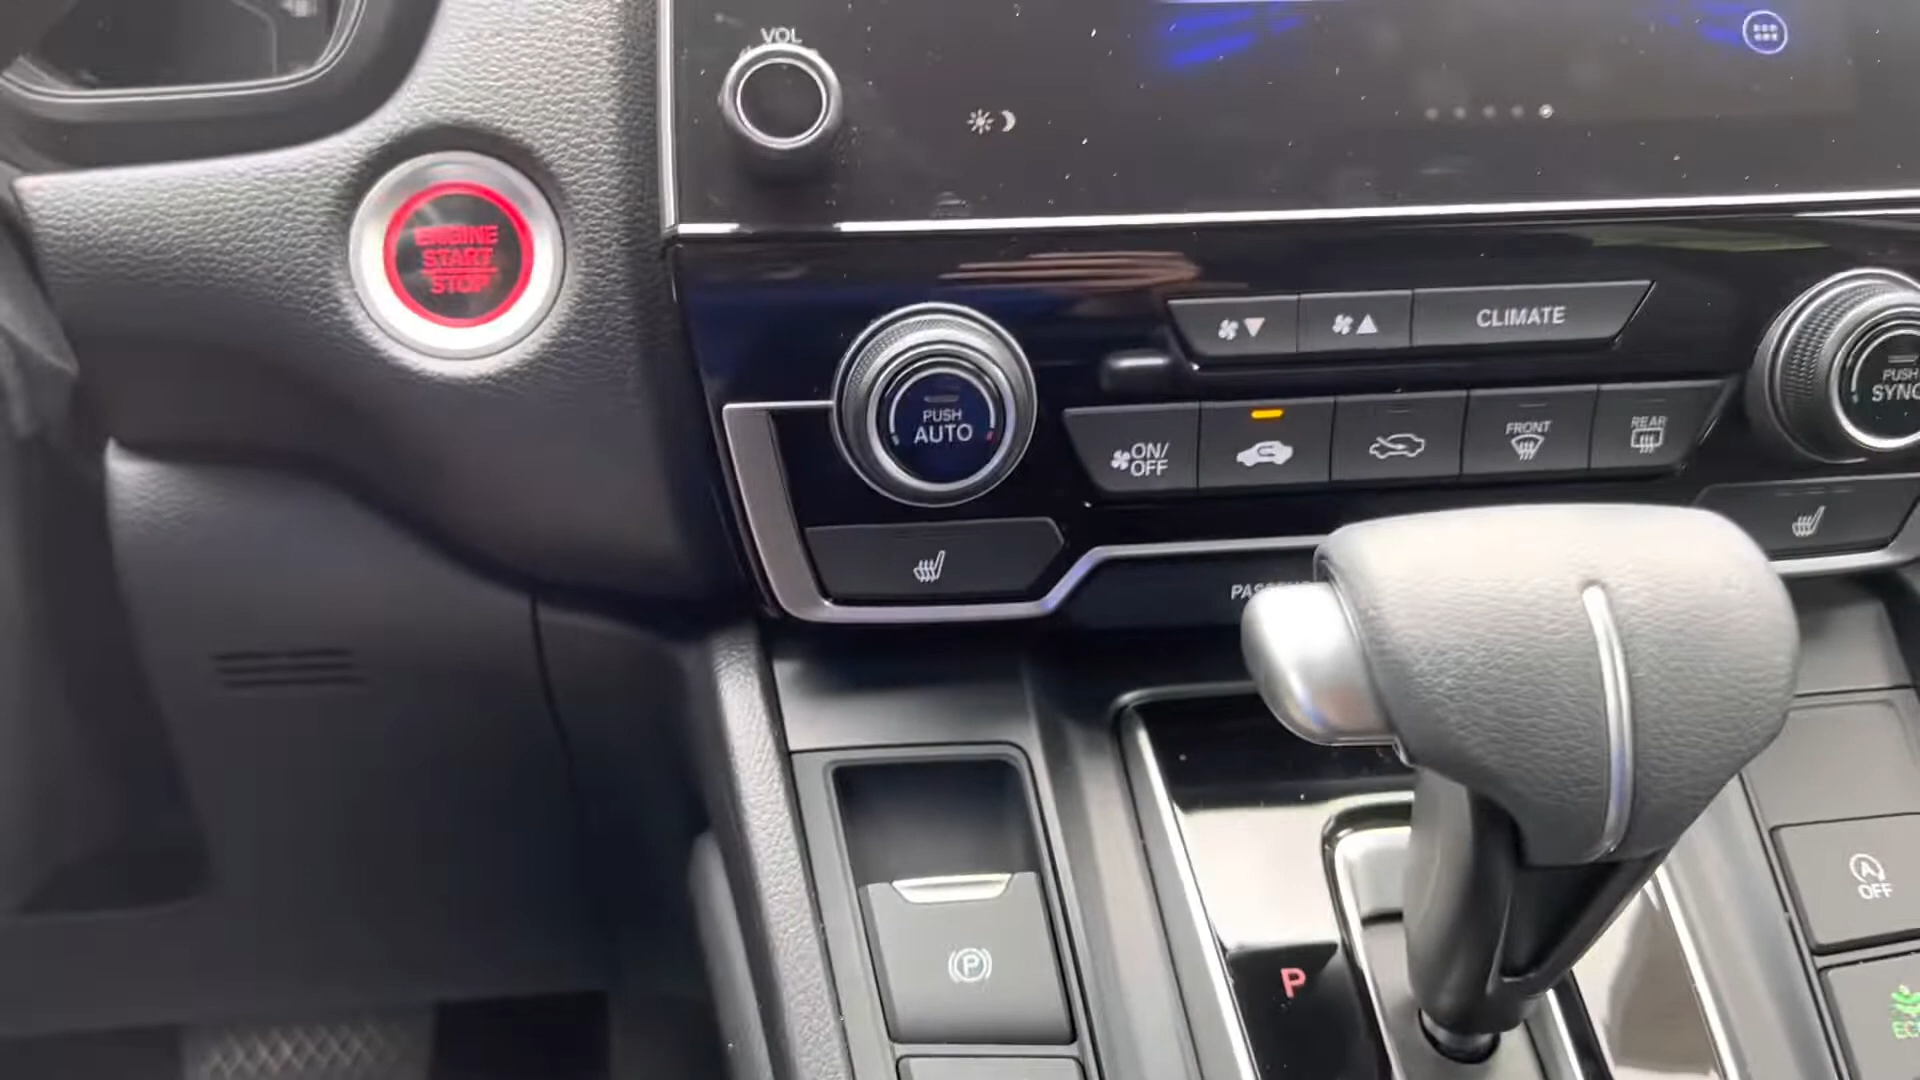 VOL
ENGINE
START
STOP
CLIMATE
PUSH
AUTO
ON/
OFF
FRONT
REAR
PUSH
SYNC
P
P
A
OFF